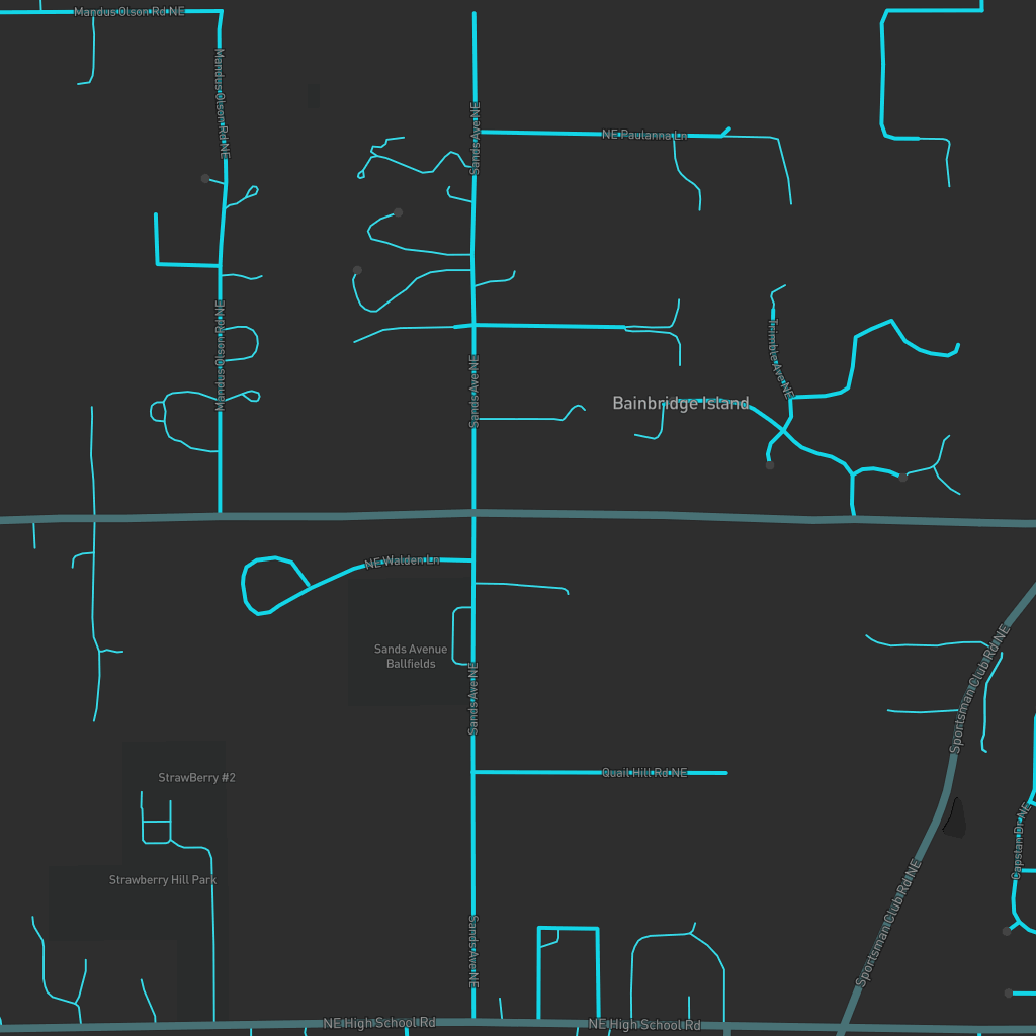 Mandus Olson Rd NE
Mandus Olson Rd NE
Sands Ave NE
NE Paulanna Ln
Mandus Olson Rd NE
Sands Ave NE
Trimble Ave NE
Bainbridge Island
NE Walden Ln
Sands Avenue
Ballfields
Sands Ave NE
Sportsman Club Rd NE
Quail Hill Rd NE
StrawBerry #2
Capstan Dr NE
Strawberry Hill Park
Sands Ave NE
Sportsman Club Rd NE
NE High School Rd
NE High School Rd